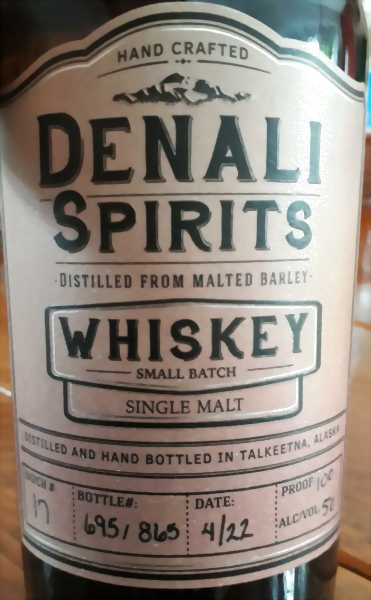 HAND CRAFTED
DENALI
SPIRITS
·DISTILLED FROM MALTED BARLEY·
WHISKEY
SMALL BATCH
SINGLE MALT
DISTILLED AND HAND BOTTLED IN TALKEETNA, ALASKA
BATCH #: 17
BOTTLE#: 695/865
DATE: 4/22
PROOF 100
ALC/VOL. 50